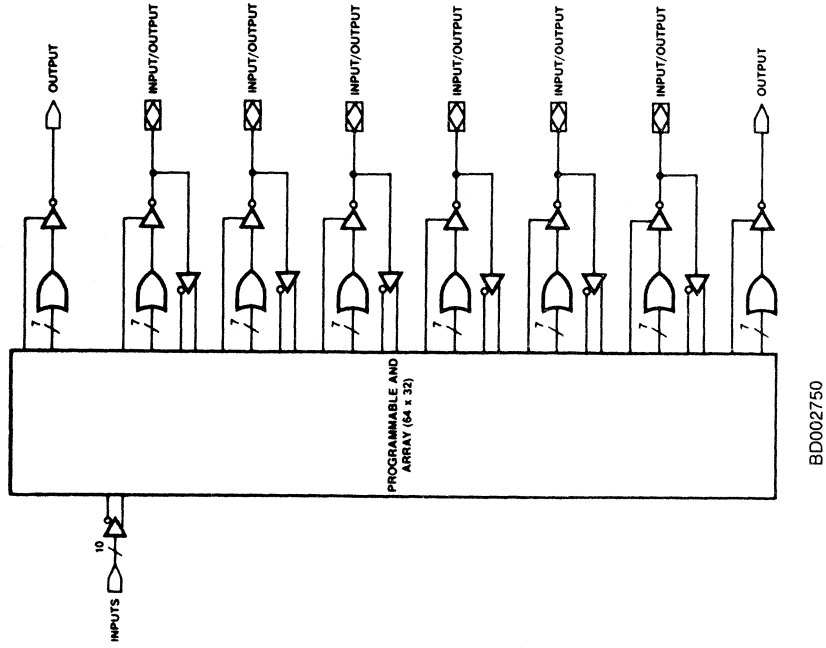 INPUTS
10
PROGRAMMABLE AND
ARRAY (64 x 32)
7
OUTPUT
7
INPUT/OUTPUT
7
INPUT/OUTPUT
7
INPUT/OUTPUT
7
INPUT/OUTPUT
7
INPUT/OUTPUT
7
INPUT/OUTPUT
7
OUTPUT
BD002750